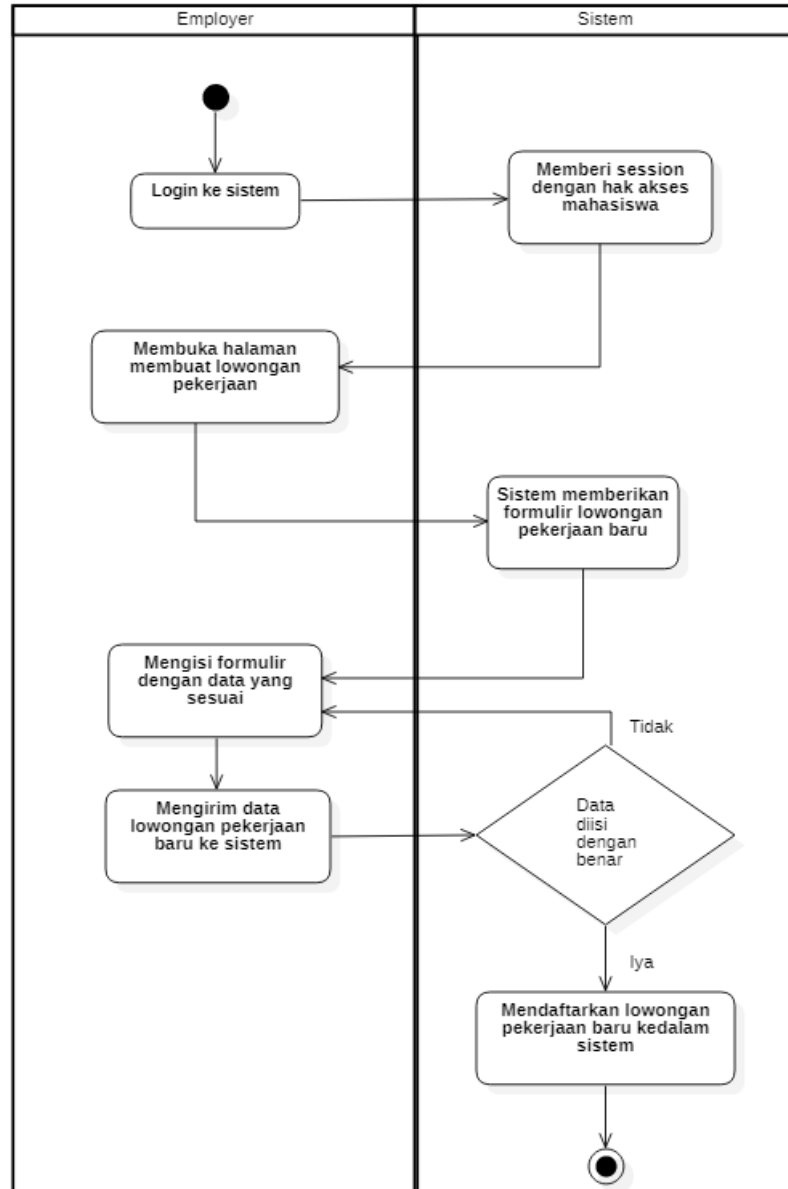 Employer
Sistem
Login ke sistem
Memberi session
dengan hak akses
mahasiswa
Membuka halaman
membuat lowongan
pekerjaan
Sistem memberikan
formulir lowongan
pekerjaan baru
Mengisi formulir
dengan data yang
sesuai
Tidak
Mengirim data
lowongan pekerjaan
baru ke sistem
Data
diisi
dengan
benar
Iya
Mendaftarkan lowongan
pekerjaan baru kedalam
sistem